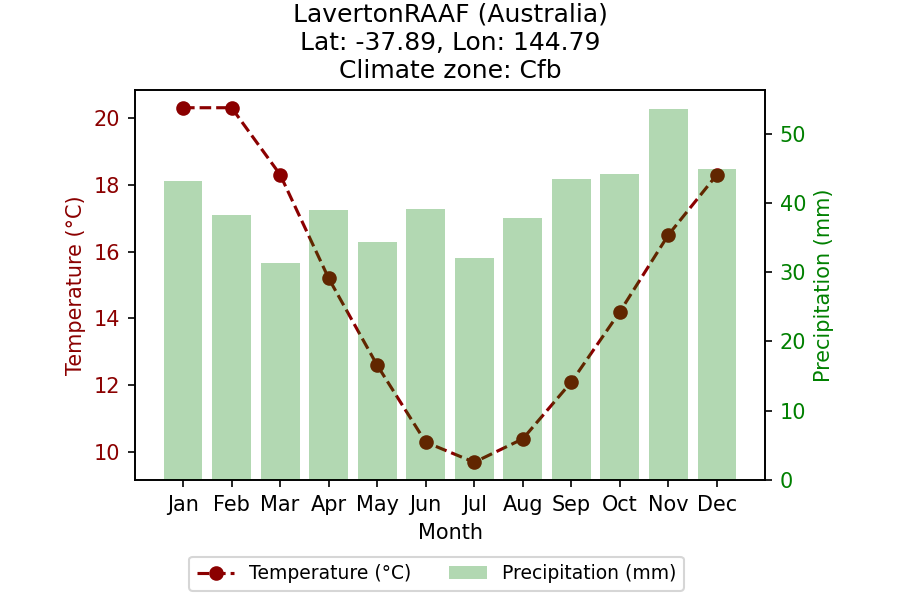 LavertonRAAF (Australia)
Lat: -37.89, Lon: 144.79
Climate zone: Cfb
Temperature (°C)
20
18
16
14
12
10
50
40
30
20
10
0
Precipitation (mm)
Jan Feb Mar Apr May Jun Jul Aug Sep Oct Nov Dec
Month
Temperature (°C) Precipitation (mm)